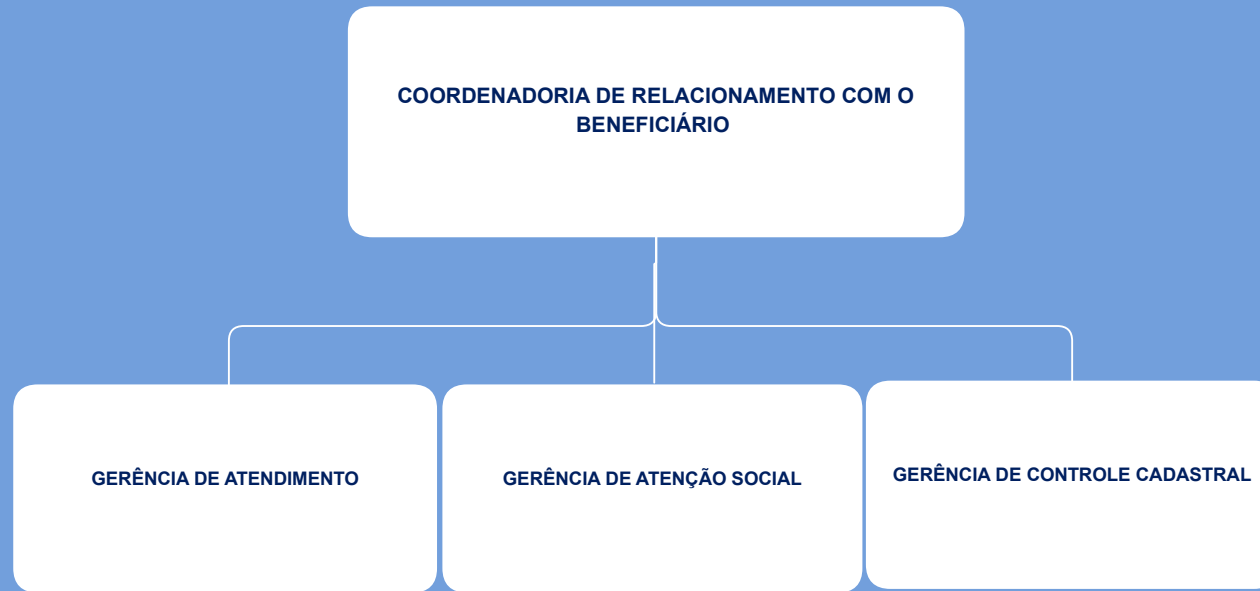 COORDENADORIA DE RELACIONAMENTO COM O
BENEFICIÁRIO
GERÊNCIA DE ATENDIMENTO
GERÊNCIA DE ATENÇÃO SOCIAL
GERÊNCIA DE CONTROLE CADASTRAL